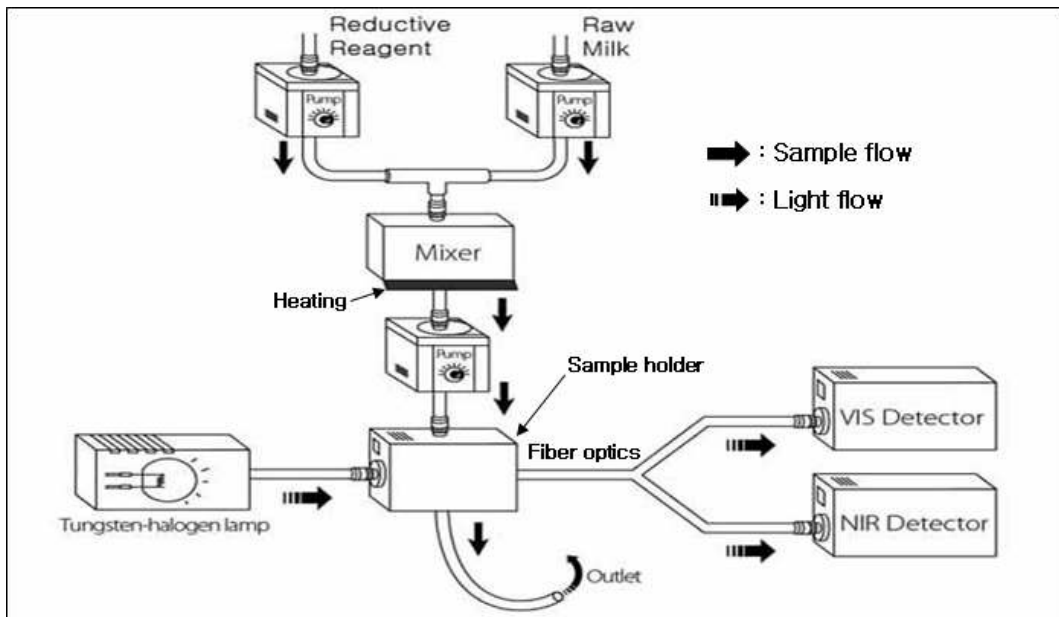 Reductive
Reagent
Raw
Milk
Pump
Pump
: Sample flow
: Light flow
Mixer
Heating
Pump
Sample holder
Fiber optics
VIS Detector
Tungsten-halogen lamp
NIR Detector
Outlet